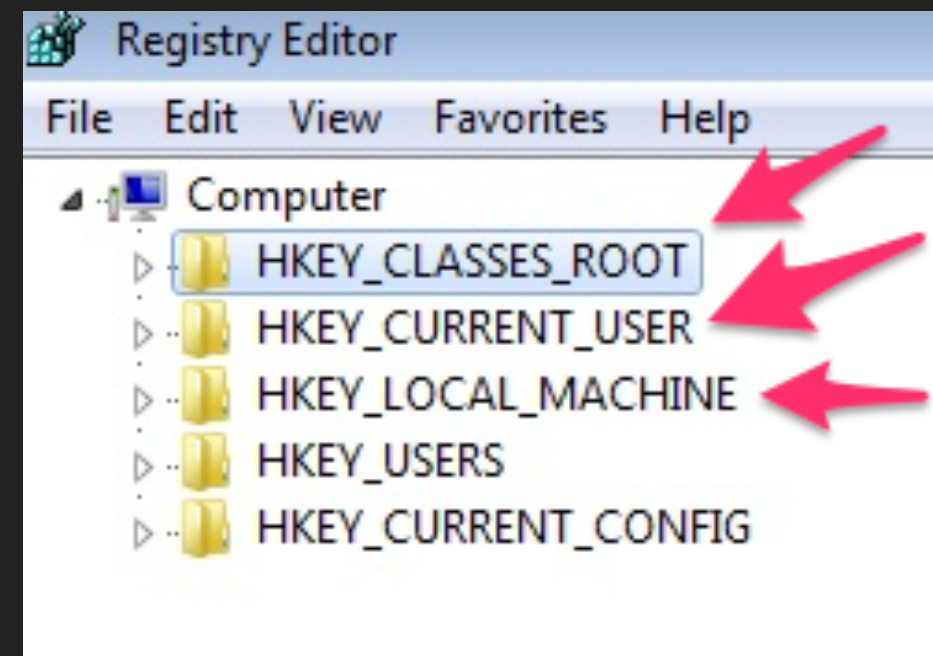 Registry Editor
File Edit View Favorites Help
Computer
HKEY_CLASSES_ROOT
HKEY_CURRENT_USER
HKEY_LOCAL_MACHINE
HKEY_USERS
HKEY_CURRENT_CONFIG